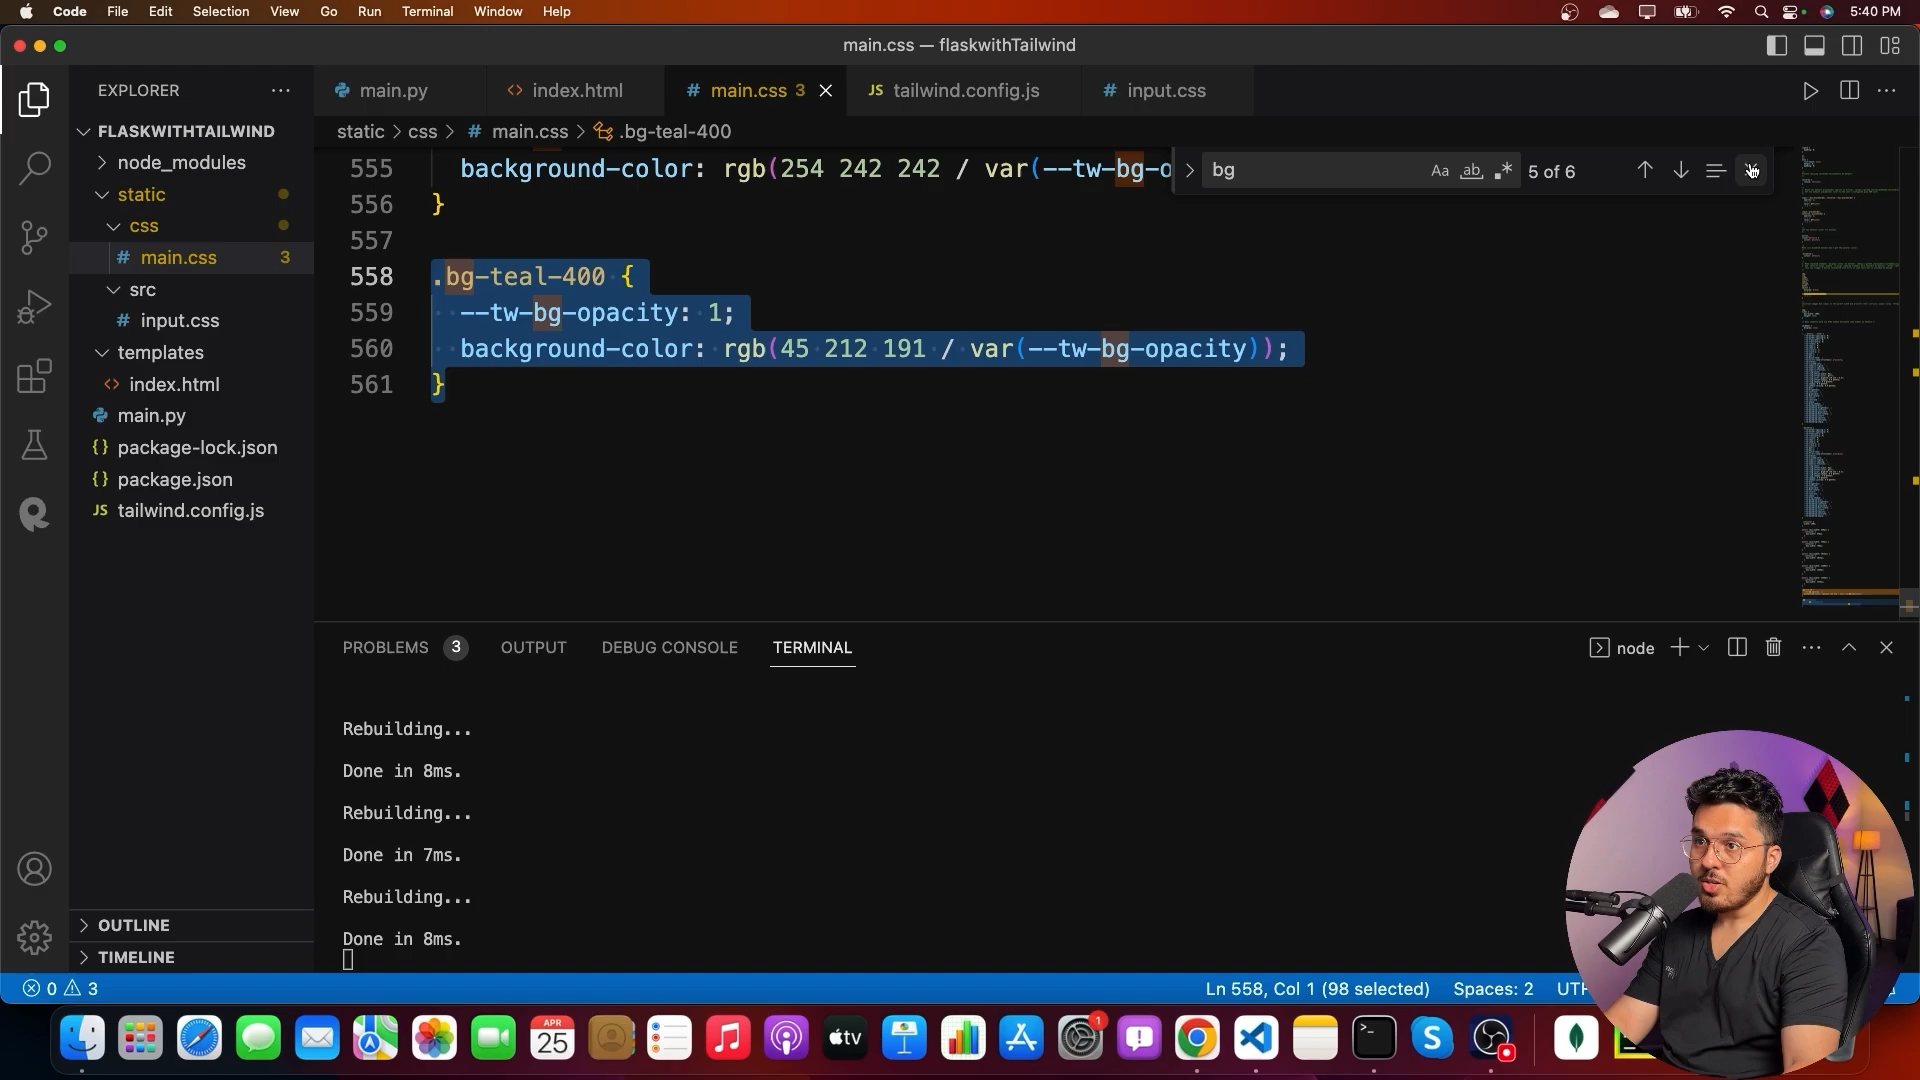 Code File Edit Selection View Go Run Terminal Window Help 5:40 PM
main.css — flaskwithTailwind
EXPLORER
FLASKWITHTAILWIND
node_modules
static
css
# main.css 3
src
# input.css
templates
<> index.html
main.py
{} package-lock.json
{} package.json
JS tailwind.config.js
OUTLINE
TIMELINE
main.py <> index.html # main.css 3 JS tailwind.config.js # input.css
static > css > # main.css > .bg-teal-400
bg Aa ab 5 of 6
555 background-color: rgb(254 242 242 / var(--tw-bg-o
556 }
557
558 .bg-teal-400 {
559 --tw-bg-opacity: 1;
560 background-color: rgb(45 212 191 / var(--tw-bg-opacity));
561 }
PROBLEMS 3 OUTPUT DEBUG CONSOLE TERMINAL node
Rebuilding...
Done in 8ms.
Rebuilding...
Done in 7ms.
Rebuilding...
Done in 8ms.
0 3 Ln 558, Col 1 (98 selected) Spaces: 2 UTF
APR
25
tv
1